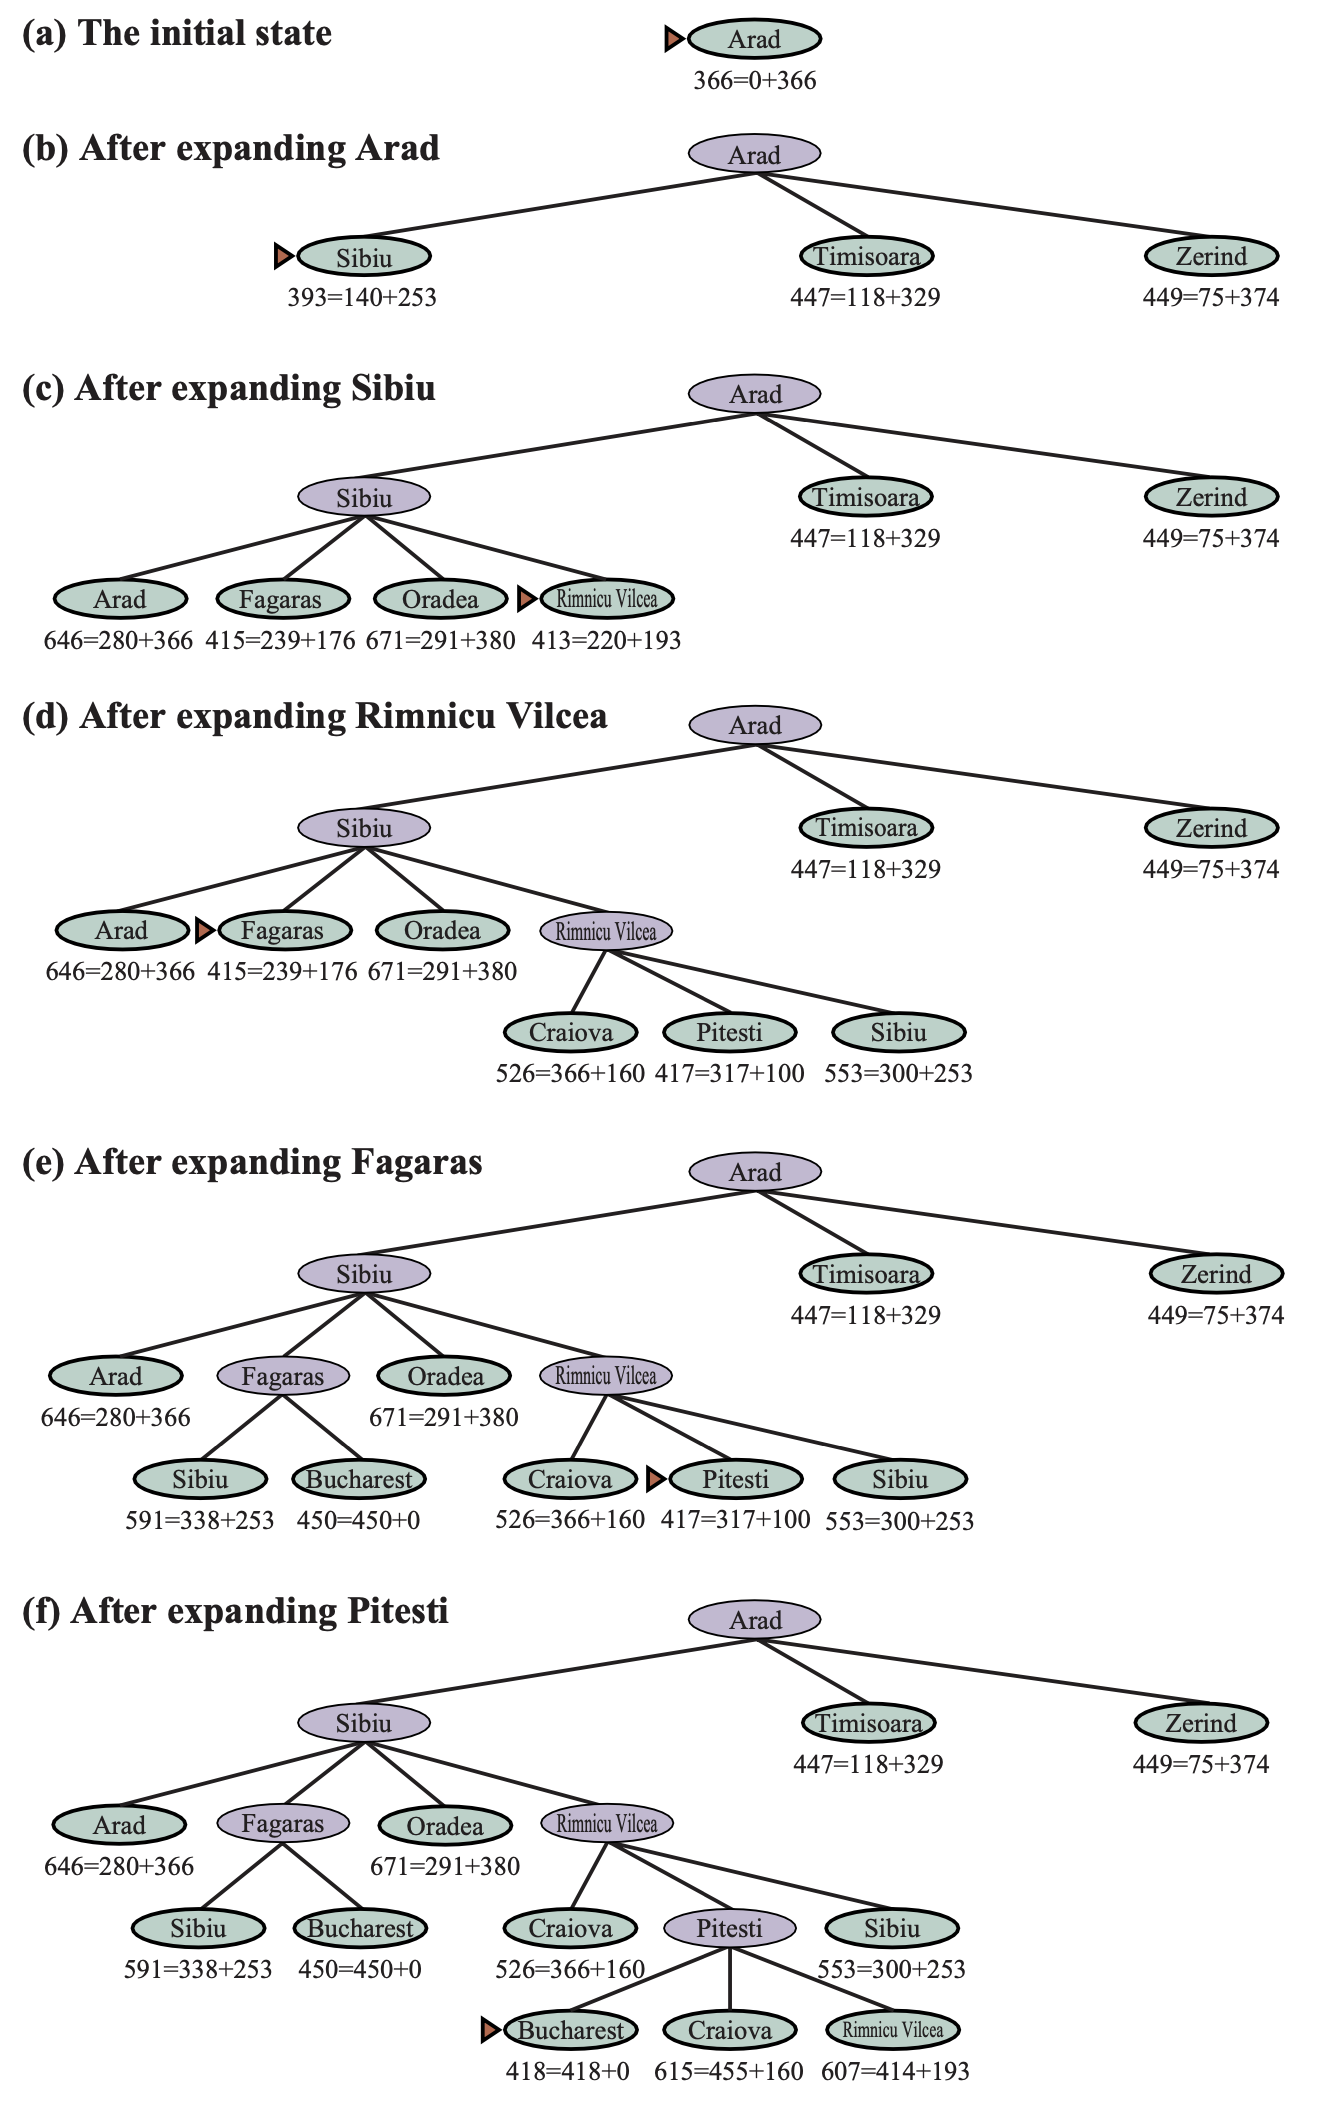 (a) The initial state
Arad
366=0+366
(b) After expanding Arad
Arad
Sibiu Timisoara Zerind
393=140+253 447=118+329 449=75+374
(c) After expanding Sibiu
Arad
Sibiu Timisoara Zerind
447=118+329 449=75+374
Arad Fagaras Oradea Rimnicu Vilcea
646=280+366 415=239+176 671=291+380 413=220+193
(d) After expanding Rimnicu Vilcea
Arad
Sibiu Timisoara Zerind
447=118+329 449=75+374
Arad Fagaras Oradea Rimnicu Vilcea
646=280+366 415=239+176 671=291+380
Craiova Pitesti Sibiu
526=366+160 417=317+100 553=300+253
(e) After expanding Fagaras
Arad
Sibiu Timisoara Zerind
447=118+329 449=75+374
Arad Fagaras Oradea Rimnicu Vilcea
646=280+366 671=291+380
Sibiu Bucharest Craiova Pitesti Sibiu
591=338+253 450=450+0 526=366+160 417=317+100 553=300+253
(f) After expanding Pitesti
Arad
Sibiu Timisoara Zerind
447=118+329 449=75+374
Arad Fagaras Oradea Rimnicu Vilcea
646=280+366 671=291+380
Sibiu Bucharest Craiova Pitesti Sibiu
591=338+253 450=450+0 526=366+160 553=300+253
Bucharest Craiova Rimnicu Vilcea
418=418+0 615=455+160 607=414+193